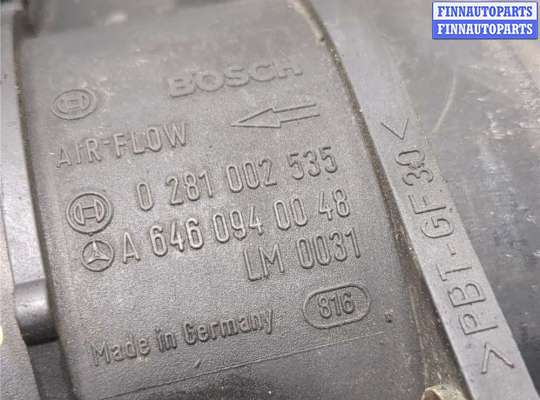 FINNAUTOPARTS
FINNAUTOPARTS
BOSCH
AIR-FLOW
0 281 002 535
A 646 094 00 48
LM 0031
816
Made in Germany
>PBT-GF30<